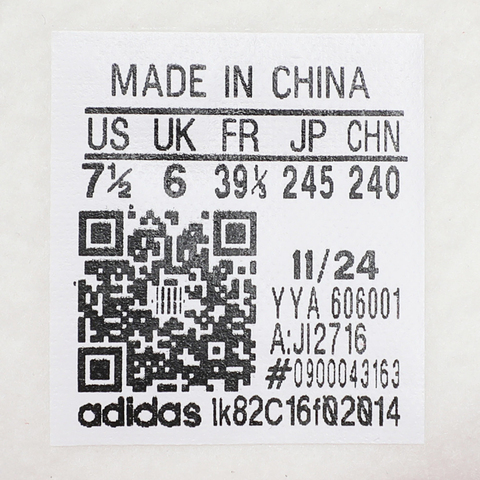 MADE IN CHINA
US UK FR JP CHN
7½ 6 39⅓ 245 240
11/24
YYA 606001
A:JI2716
#0900043163
adidas 1k82C16f02014